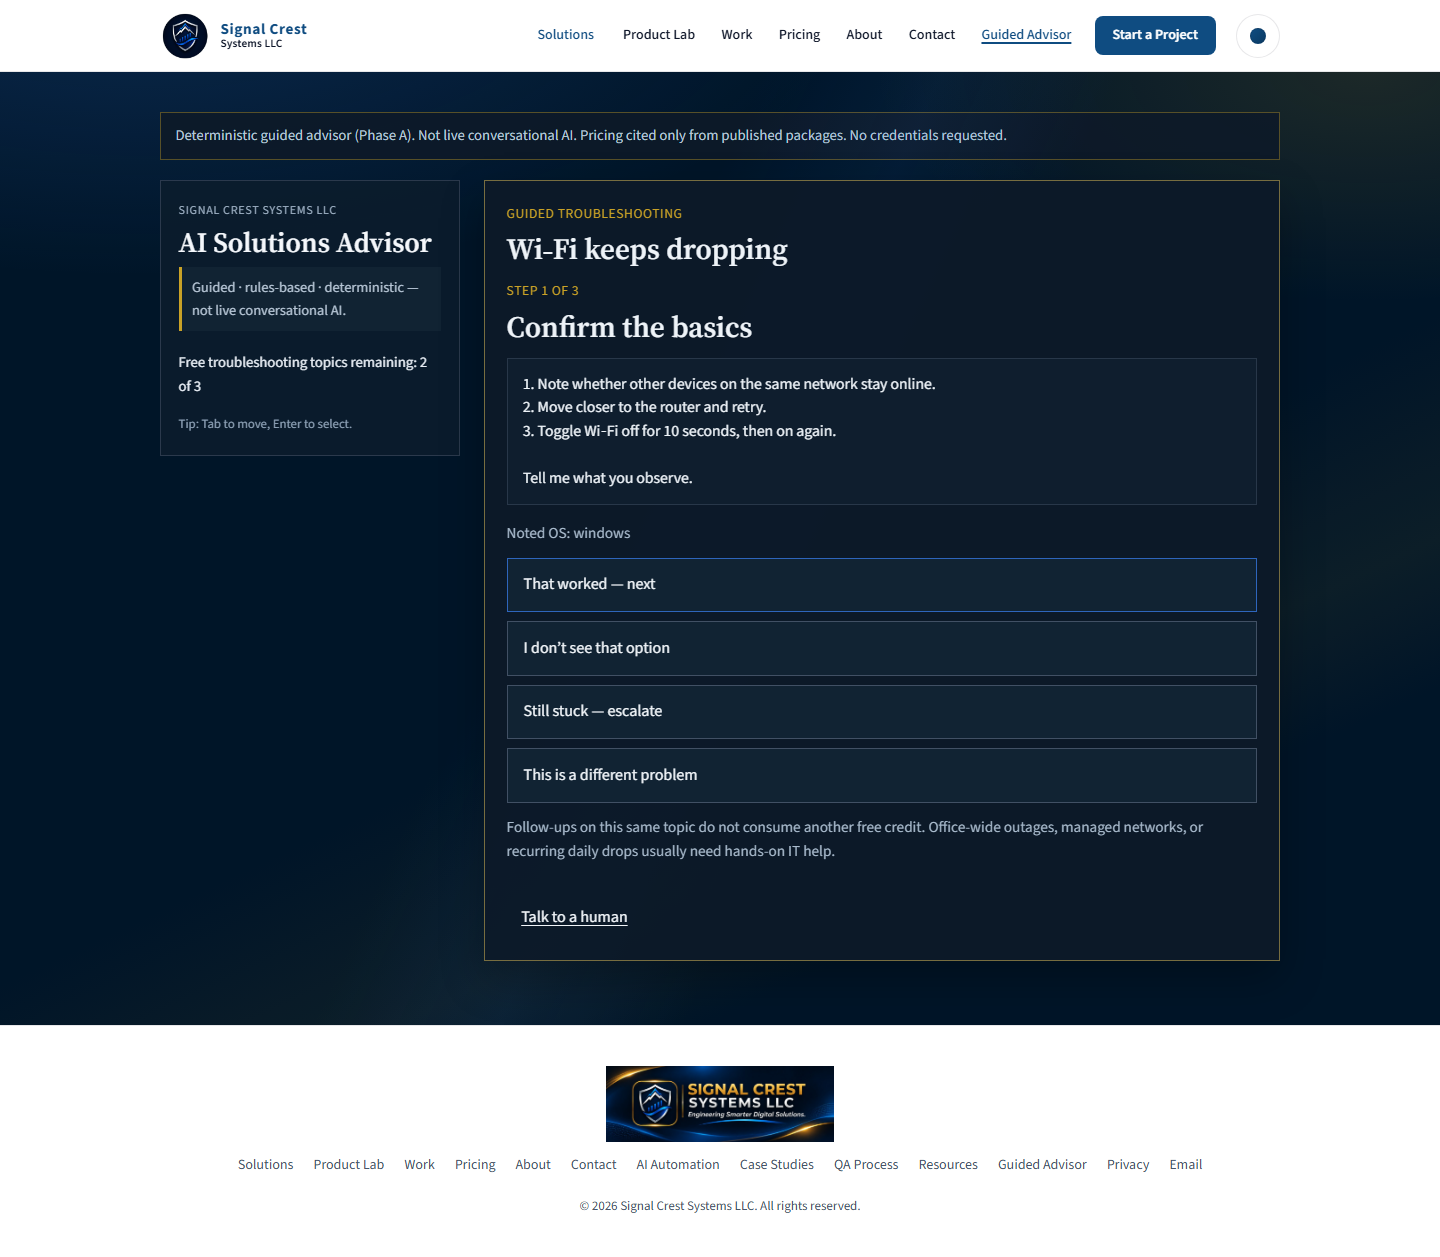 Signal Crest
Systems LLC
Solutions
Product Lab
Work
Pricing
About
Contact
Guided Advisor
Start a Project
Deterministic guided advisor (Phase A). Not live conversational AI. Pricing cited only from published packages. No credentials requested.
SIGNAL CREST SYSTEMS LLC
AI Solutions Advisor
Guided · rules-based · deterministic —
not live conversational AI.
Free troubleshooting topics remaining: 2
of 3
Tip: Tab to move, Enter to select.
GUIDED TROUBLESHOOTING
Wi-Fi keeps dropping
STEP 1 OF 3
Confirm the basics
1. Note whether other devices on the same network stay online.
2. Move closer to the router and retry.
3. Toggle Wi-Fi off for 10 seconds, then on again.
Tell me what you observe.
Noted OS: windows
That worked — next
I don’t see that option
Still stuck — escalate
This is a different problem
Follow-ups on this same topic do not consume another free credit. Office-wide outages, managed networks, or
recurring daily drops usually need hands-on IT help.
Talk to a human
SIGNAL CREST
SYSTEMS LLC
Engineering Smarter Digital Solutions.
Solutions
Product Lab
Work
Pricing
About
Contact
AI Automation
Case Studies
QA Process
Resources
Guided Advisor
Privacy
Email
© 2026 Signal Crest Systems LLC. All rights reserved.